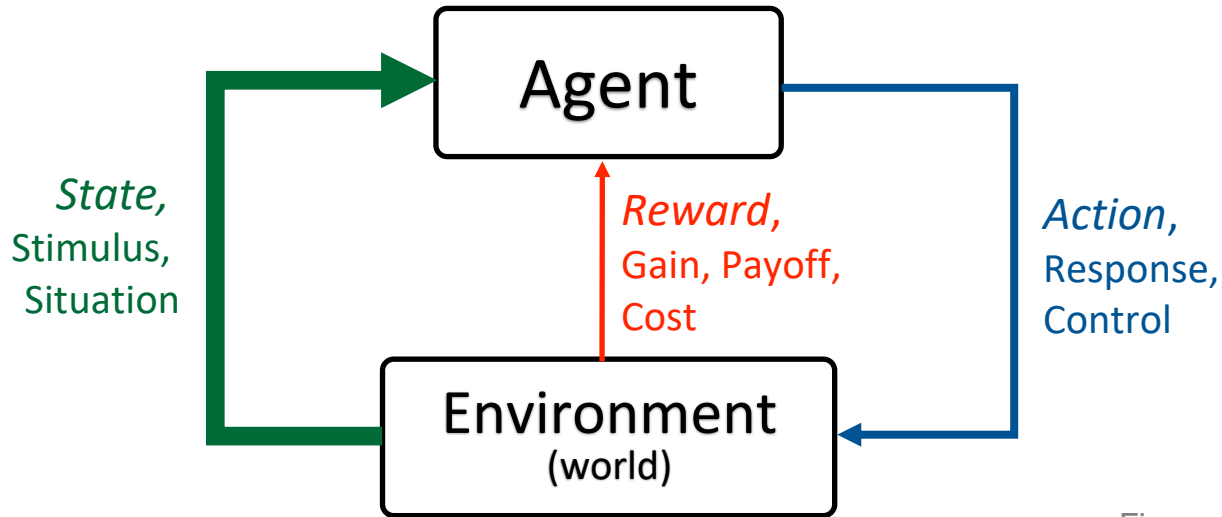 Agent
State,
Stimulus,
Situation
Reward,
Gain, Payoff,
Cost
Action,
Response,
Control
Environment
(world)